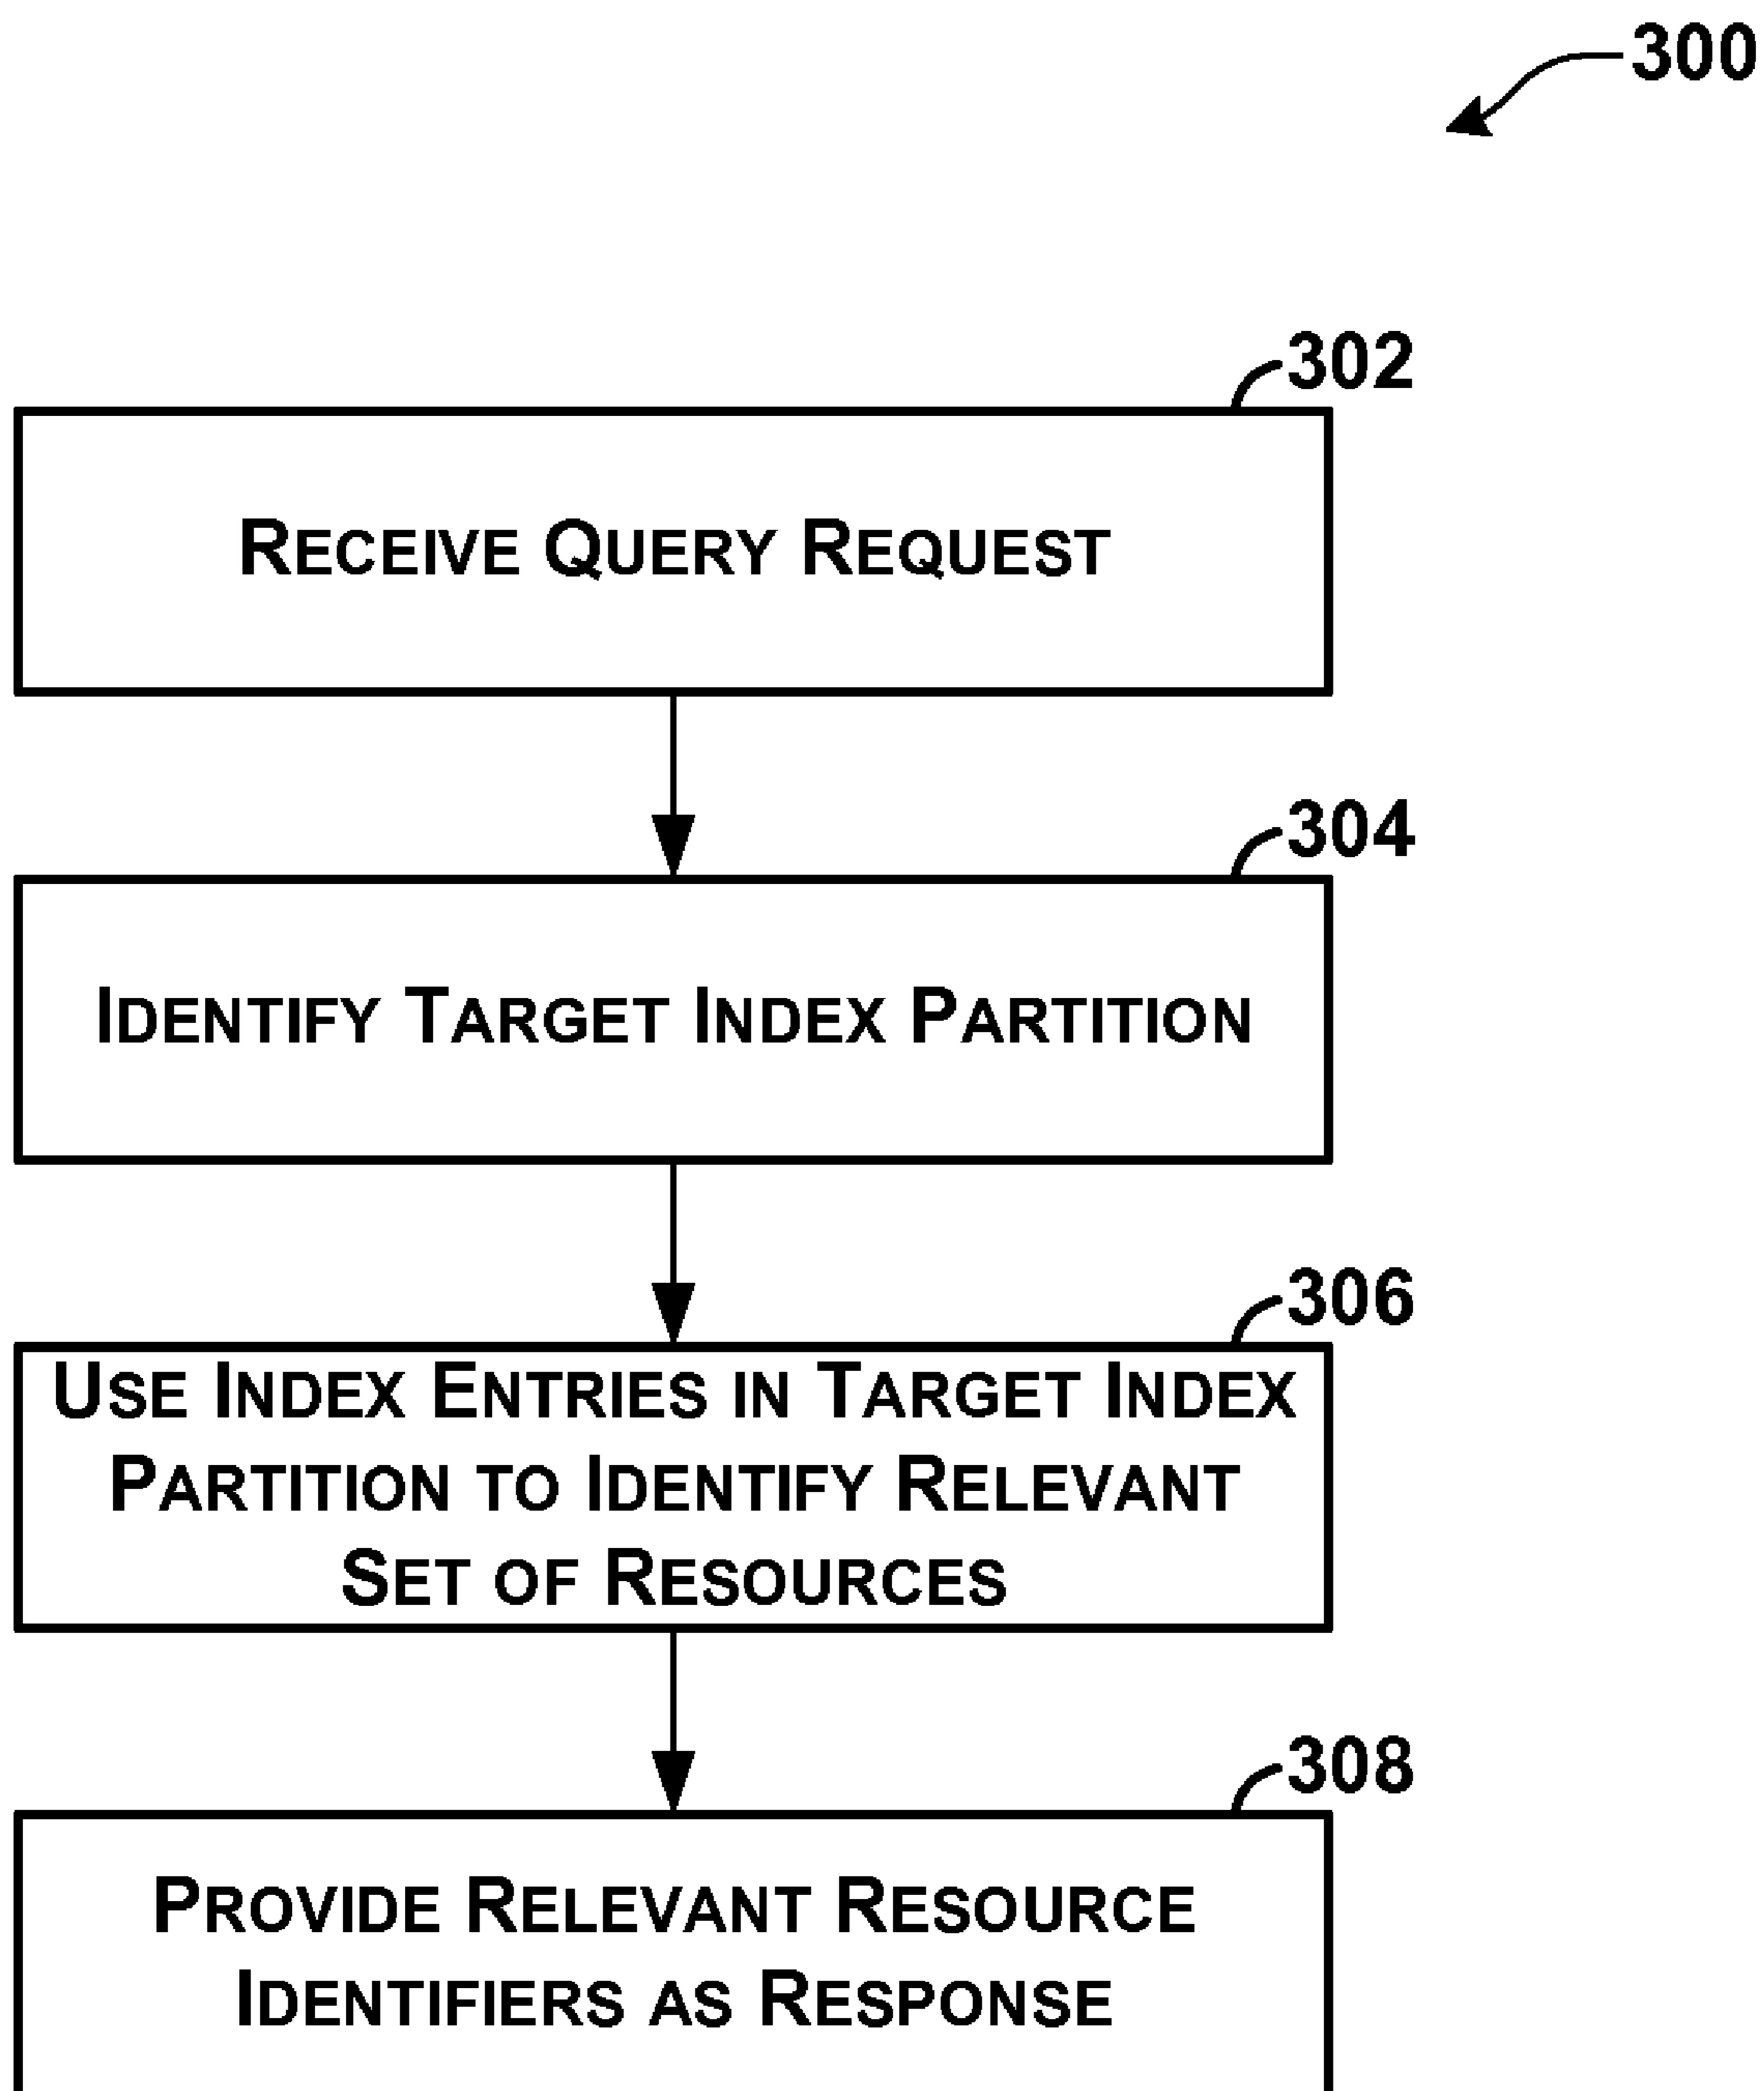 300
302
RECEIVE QUERY REQUEST
304
IDENTIFY TARGET INDEX PARTITION
306
USE INDEX ENTRIES IN TARGET INDEX
PARTITION TO IDENTIFY RELEVANT
SET OF RESOURCES
308
PROVIDE RELEVANT RESOURCE
IDENTIFIERS AS RESPONSE